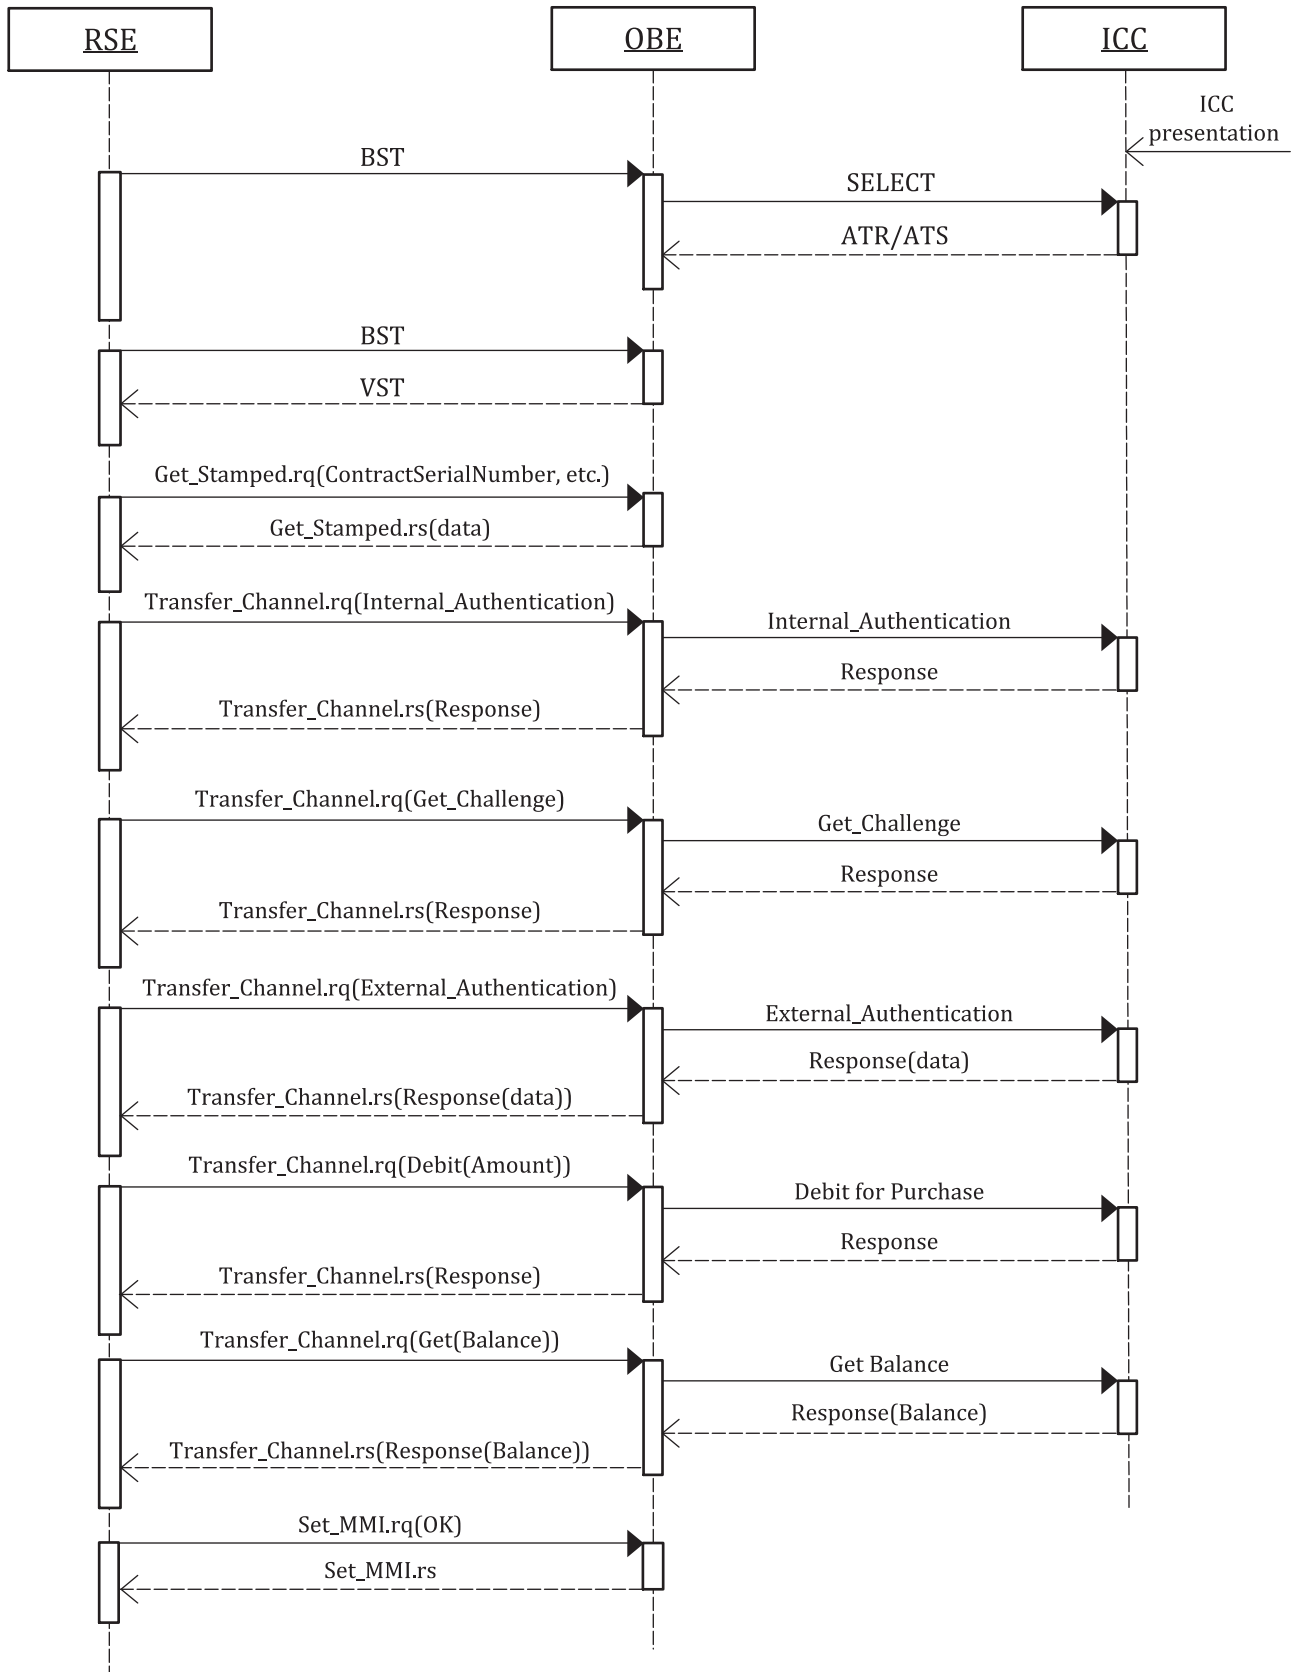 RSE
OBE
ICC
ICC
presentation
BST
SELECT
ATR/ATS
BST
VST
Get_Stamped.rq(ContractSerialNumber, etc.)
Get_Stamped.rs(data)
Transfer_Channel.rq(Internal_Authentication)
Internal_Authentication
Response
Transfer_Channel.rs(Response)
Transfer_Channel.rq(Get_Challenge)
Get_Challenge
Response
Transfer_Channel.rs(Response)
Transfer_Channel.rq(External_Authentication)
External_Authentication
Response(data)
Transfer_Channel.rs(Response(data))
Transfer_Channel.rq(Debit(Amount))
Debit for Purchase
Response
Transfer_Channel.rs(Response)
Transfer_Channel.rq(Get(Balance))
Get Balance
Response(Balance)
Transfer_Channel.rs(Response(Balance))
Set_MMI.rq(OK)
Set_MMI.rs